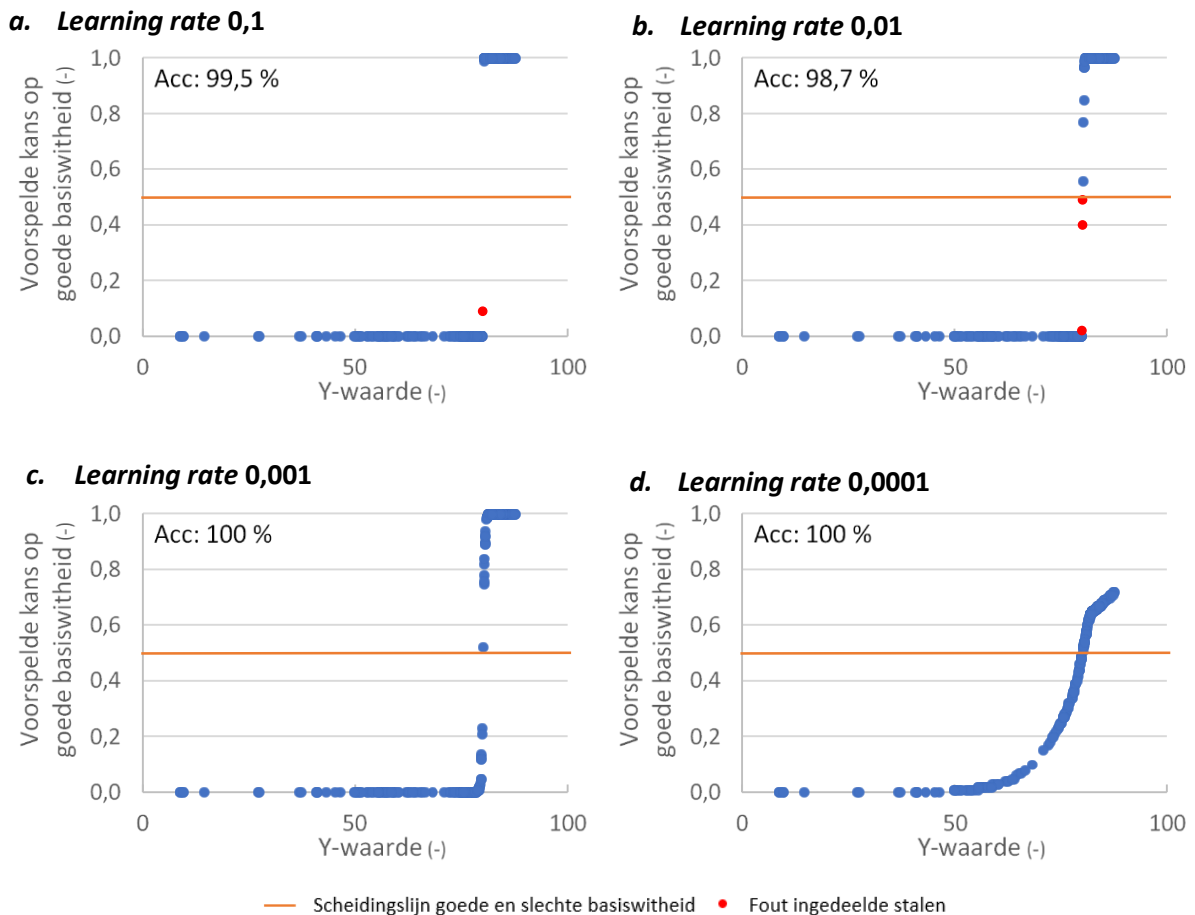 a. Learning rate 0,1
Voorspelde kans op
goede basiswitheid (-)
1,0
0,8
0,6
0,4
0,2
0,0
Acc: 99,5 %
0
50
100
Y-waarde (-)
b. Learning rate 0,01
Voorspelde kans op
goede basiswitheid (-)
1,0
0,8
0,6
0,4
0,2
0,0
Acc: 98,7 %
0
50
100
Y-waarde (-)
c. Learning rate 0,001
Voorspelde kans op
goede basiswitheid (-)
1,0
0,8
0,6
0,4
0,2
0,0
Acc: 100 %
0
50
100
Y-waarde (-)
d. Learning rate 0,0001
Voorspelde kans op
goede basiswitheid (-)
1,0
0,8
0,6
0,4
0,2
0,0
Acc: 100 %
0
50
100
Y-waarde (-)
Scheidingslijn goede en slechte basiswitheid
Fout ingedeelde stalen